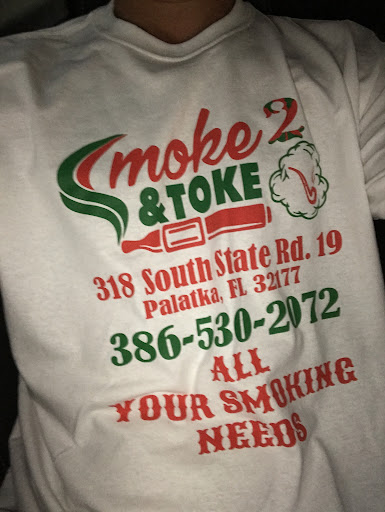 Smoke 2
& TOKE
318 South State Rd. 19
Palatka, FL 32177
386-530-2072
ALL
YOUR SMOKING
NEEDS